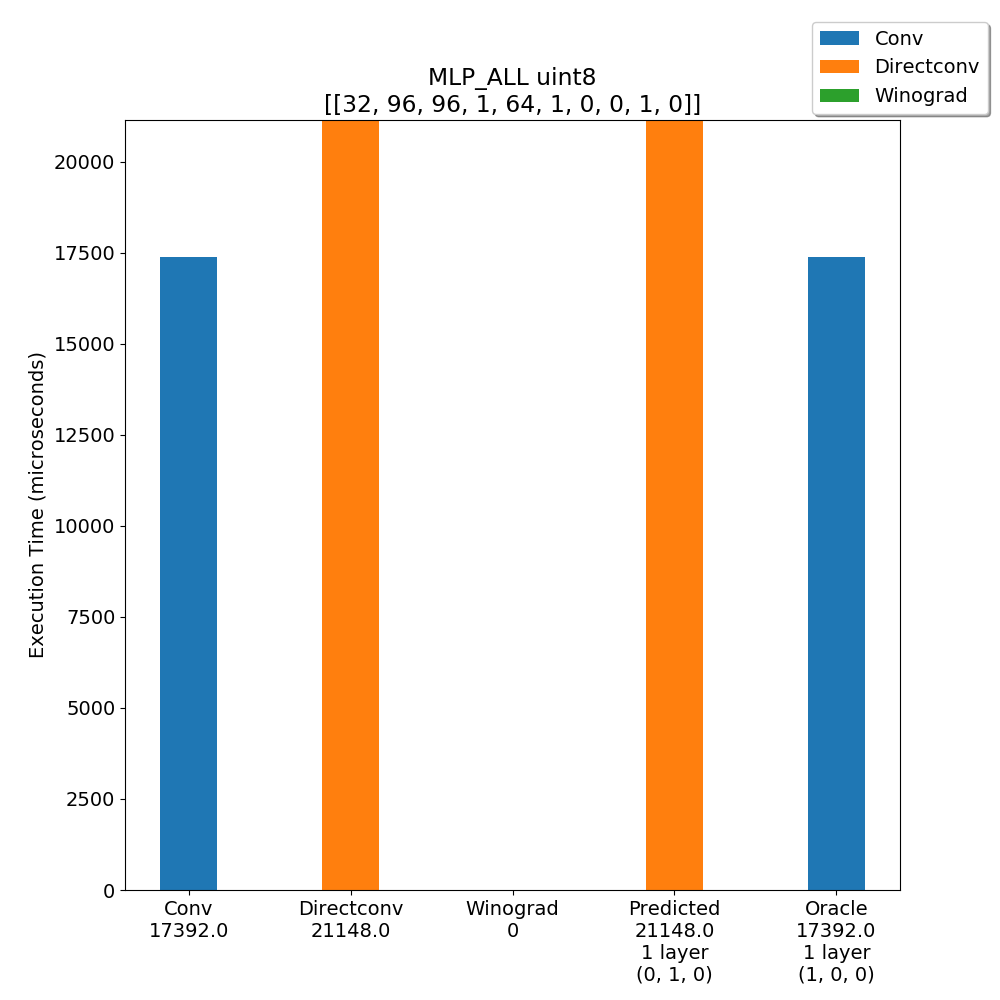 Conv
Directconv
Winograd
MLP_ALL uint8
[[32, 96, 96, 1, 64, 1, 0, 0, 1, 0]]
Execution Time (microseconds)
20000
17500
15000
12500
10000
7500
5000
2500
0
Conv
17392.0
Directconv
21148.0
Winograd
0
Predicted
21148.0
1 layer
(0, 1, 0)
Oracle
17392.0
1 layer
(1, 0, 0)